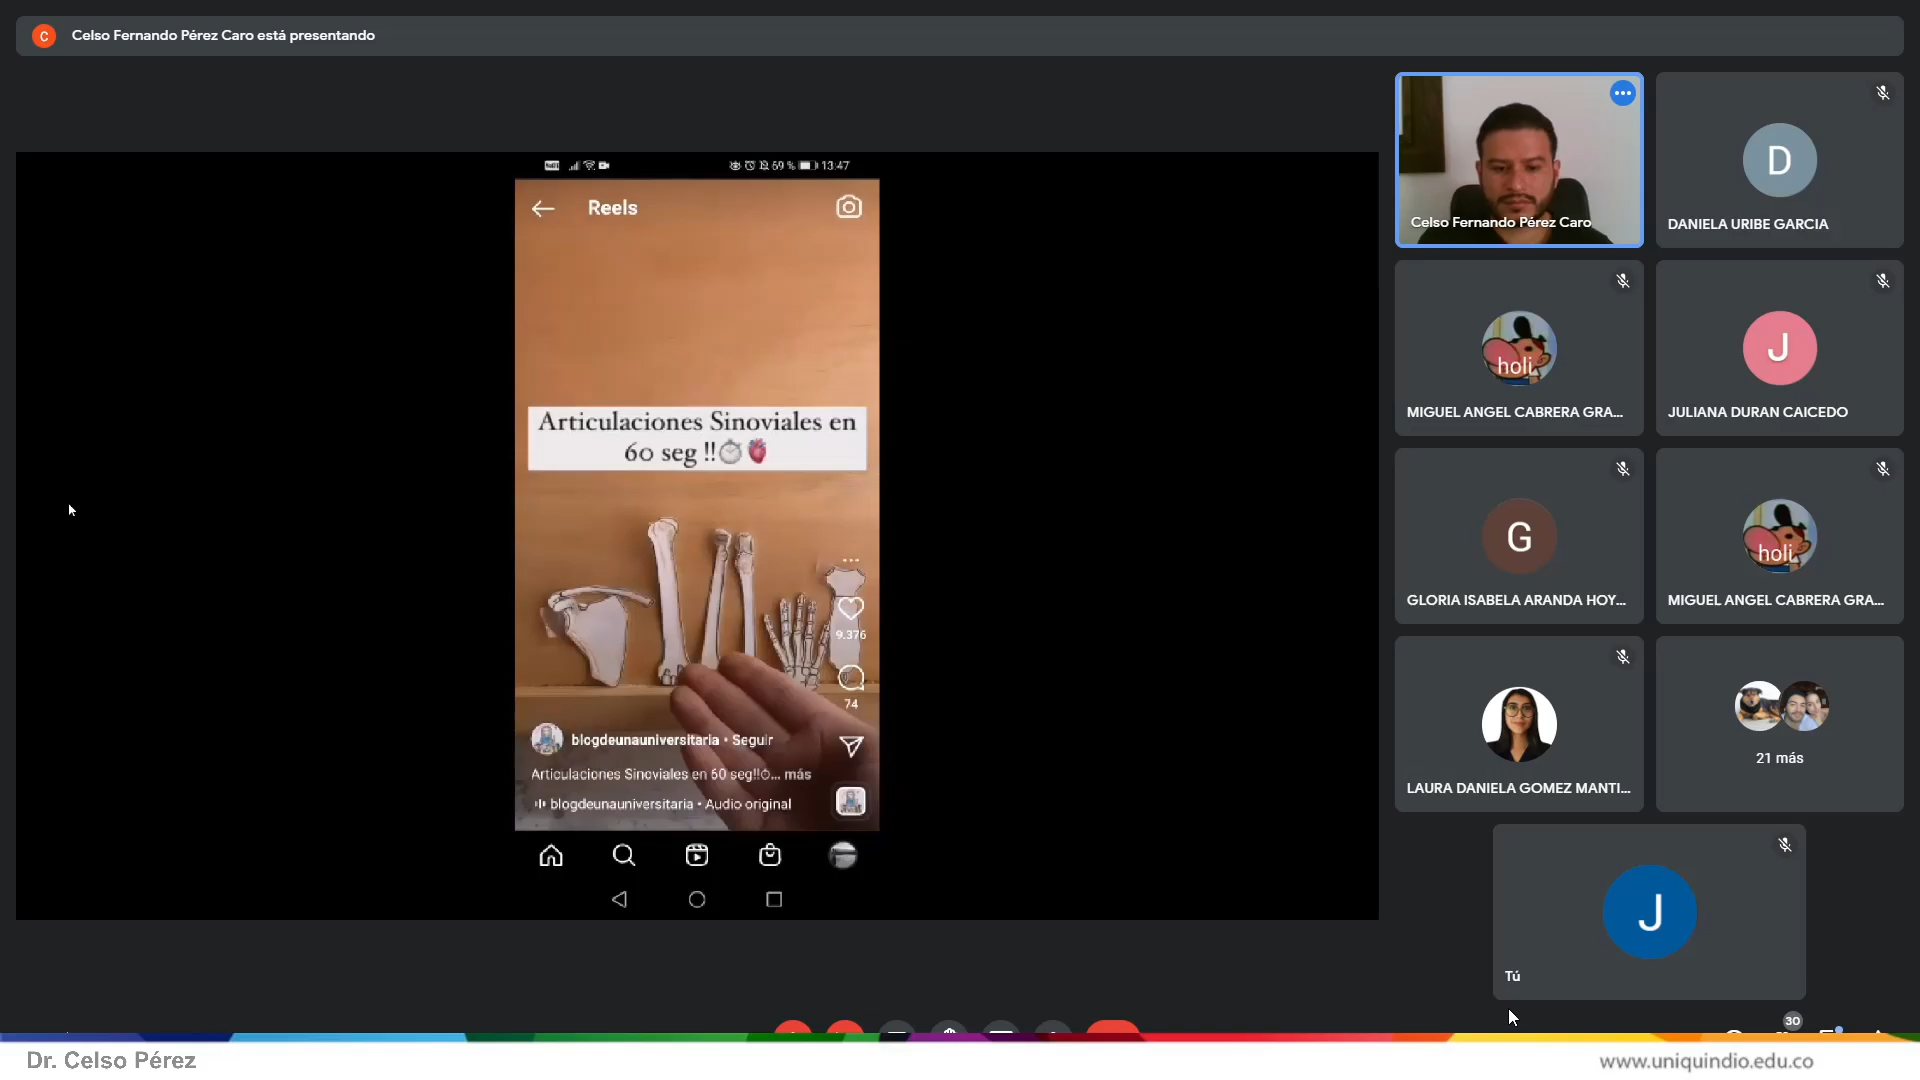 C
Celso Fernando Pérez Caro está presentando
69 %
13:47
Reels
Articulaciones Sinoviales en
60 seg !!
9.376
74
blogdeunauniversitaria • Seguir
Articulaciones Sinoviales en 60 seg!!... más
blogdeunauniversitaria • Audio original
Celso Fernando Pérez Caro
D
DANIELA URIBE GARCIA
holi
MIGUEL ANGEL CABRERA GRA...
J
JULIANA DURAN CAICEDO
G
GLORIA ISABELA ARANDA HOY...
holi
MIGUEL ANGEL CABRERA GRA...
LAURA DANIELA GOMEZ MANTI...
21 más
J
Tú
30
Dr. Celso Pérez
www.uniquindio.edu.co